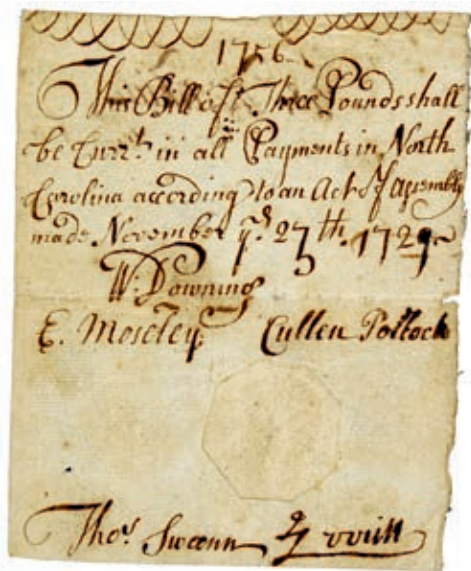 1756
This Bill of Three Pounds shall
be Curr.t in all Payments in North
Carolina according to an Act of Assembly
made November ye. 27th. 1729
W. Downing
E. Moseley Cullen Pollock
Tho.s Swann